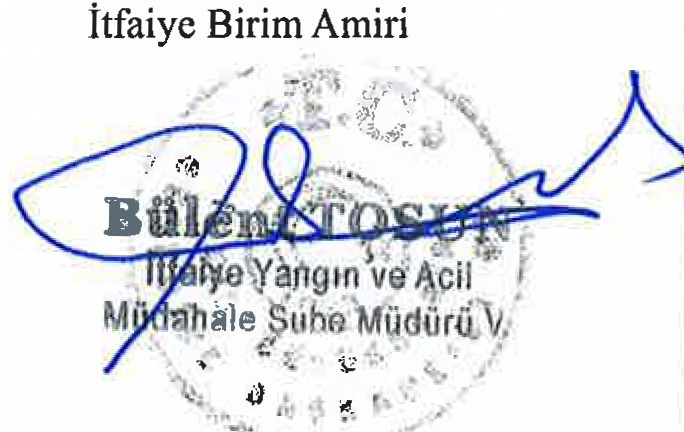 İtfaiye Birim Amiri
T.C.
Bülent TOSUN
İtfaiye Yangın ve Acil
Müdahale Şube Müdürü V.